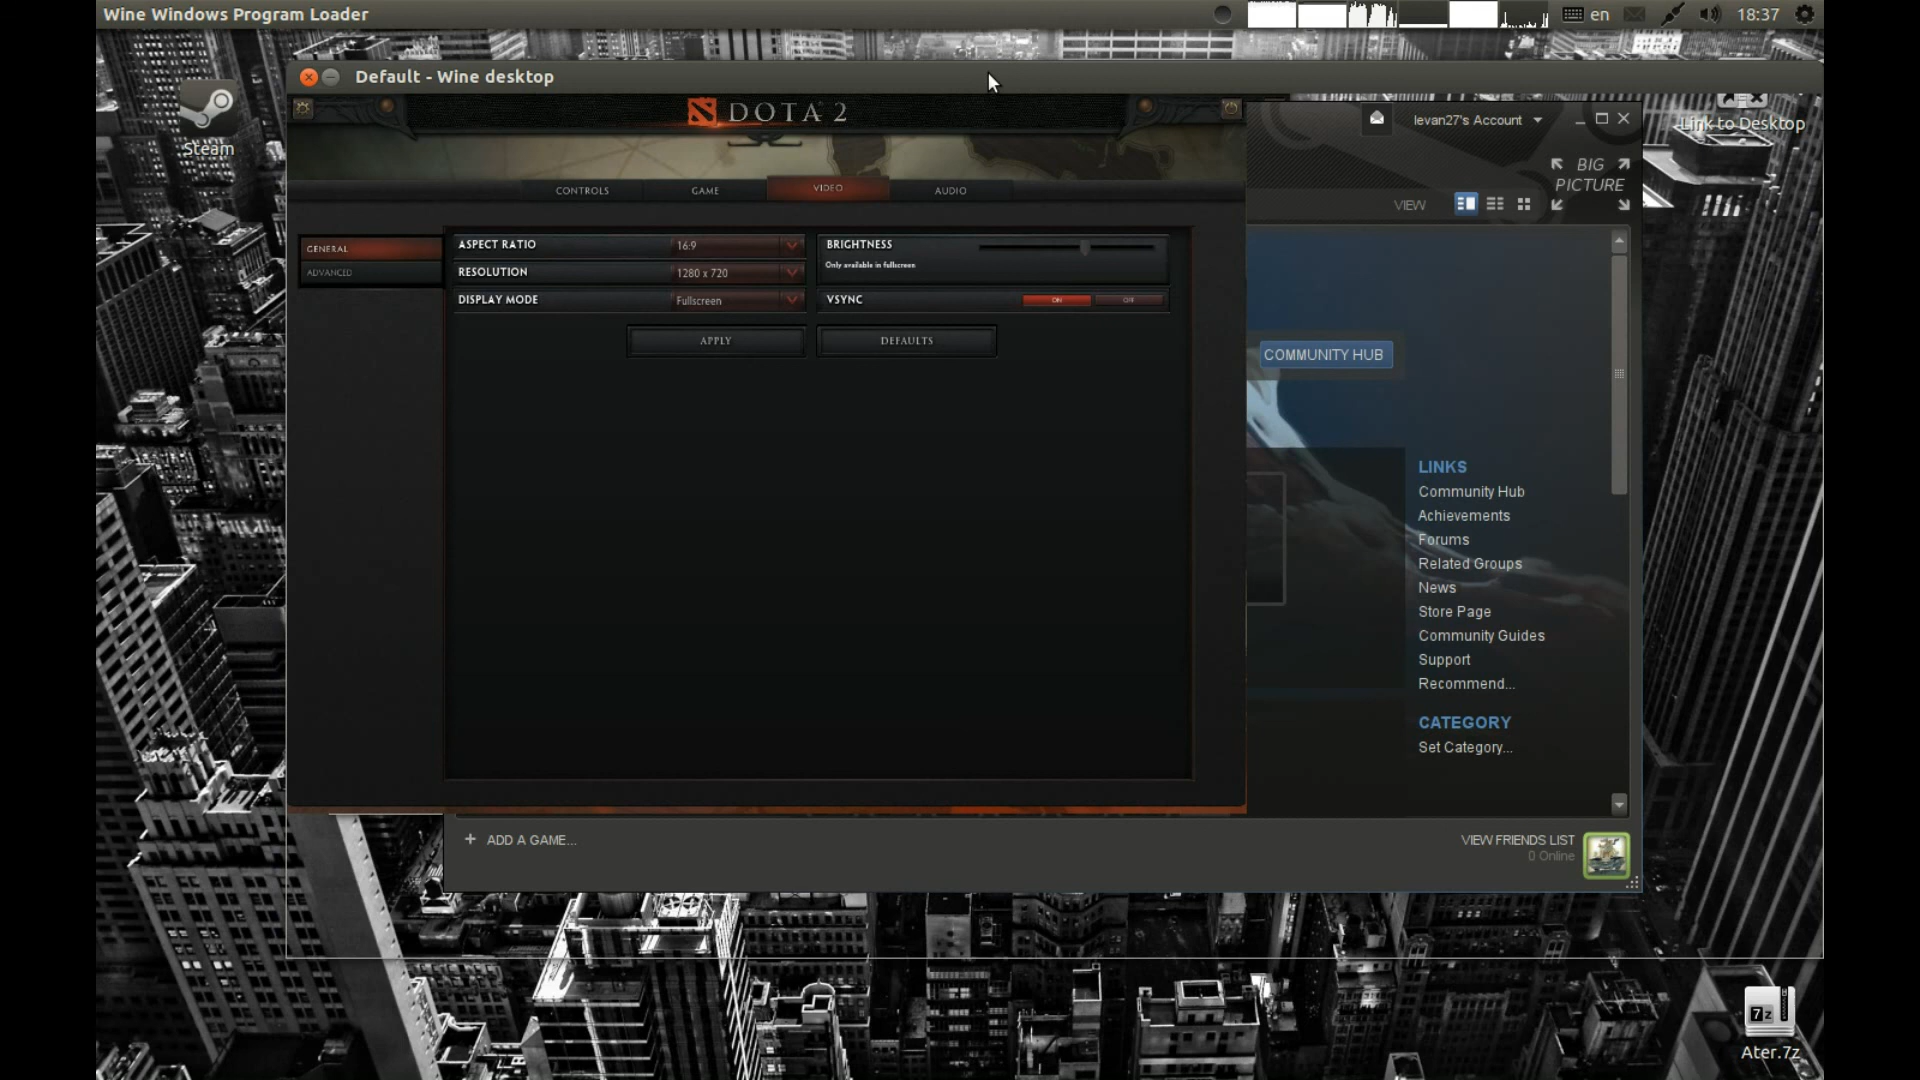 Wine Windows Program Loader
en
18:37
Default - Wine desktop
Steam
DOTA 2
levan27's Account
Link to Desktop
BIG
PICTURE
CONTROLS
GAME
VIDEO
AUDIO
VIEW
GENERAL
ADVANCED
ASPECT RATIO
16:9
RESOLUTION
1280 x 720
DISPLAY MODE
Fullscreen
BRIGHTNESS
Only available in fullscreen
VSYNC
ON
OFF
APPLY
DEFAULTS
COMMUNITY HUB
LINKS
Community Hub
Achievements
Forums
Related Groups
News
Store Page
Community Guides
Support
Recommend...
CATEGORY
Set Category...
+ ADD A GAME...
VIEW FRIENDS LIST
0 Online
7z
Ater.7z